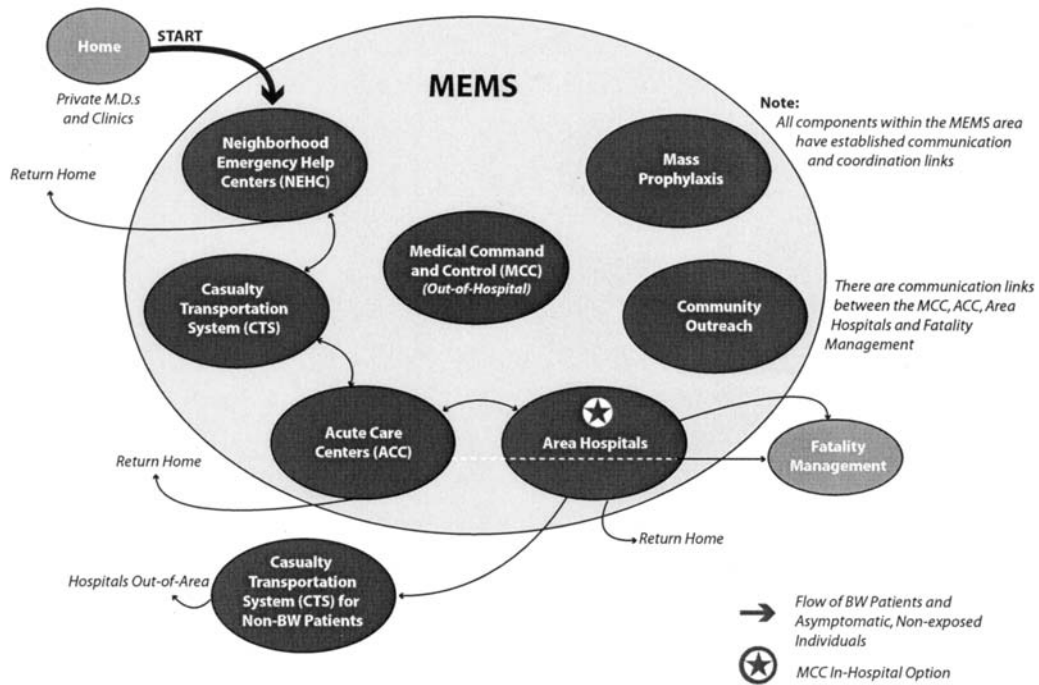 Home
START
Private M.D.s
and Clinics
MEMS
Note:
All components within the MEMS area
have established communication
and coordination links
Neighborhood
Emergency Help
Centers (NEHC)
Mass
Prophylaxis
Return Home
Medical Command
and Control (MCC)
(Out-of-Hospital)
Casualty
Transportation
System (CTS)
Community
Outreach
There are communication links
between the MCC, ACC, Area
Hospitals and Fatality
Management
Acute Care
Centers (ACC)
Area Hospitals
Fatality
Management
Return Home
Return Home
Hospitals Out-of-Area
Casualty
Transportation
System (CTS) for
Non-BW Patients
Flow of BW Patients and
Asymptomatic, Non-exposed
Individuals
MCC In-Hospital Option